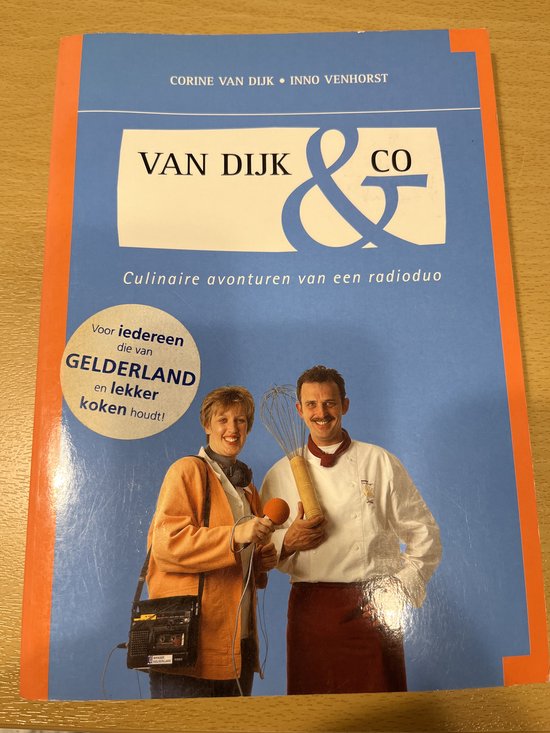 CORINE VAN DIJK • INNO VENHORST
VAN DIJK & CO
Culinaire avonturen van een radioduo
Voor iedereen
die van
GELDERLAND
en lekker
koken houdt!